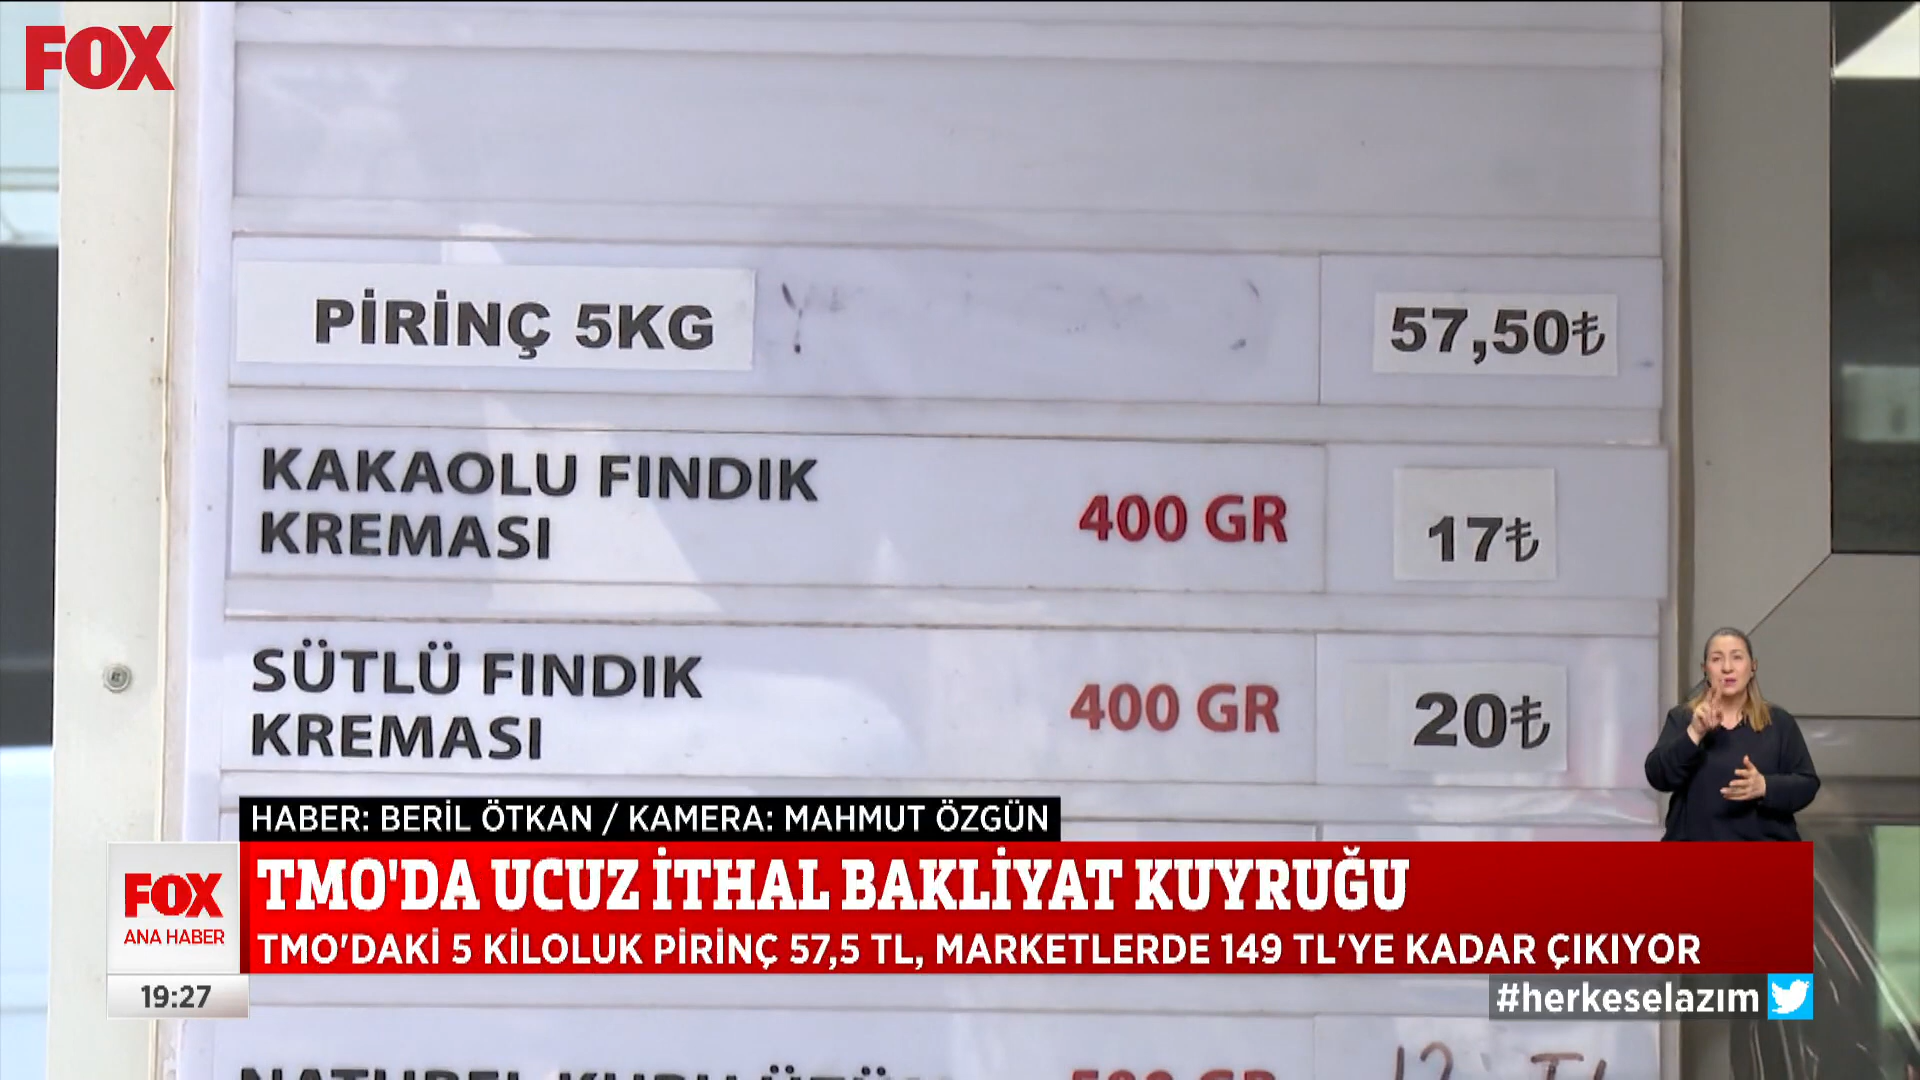 FOX
PİRİNÇ 5KG 57,50₺
KAKAOLU FINDIK
KREMASI 400 GR 17₺
SÜTLÜ FINDIK
KREMASI 400 GR 20₺
HABER: BERİL ÖTKAN / KAMERA: MAHMUT ÖZGÜN
TMO'DA UCUZ İTHAL BAKLİYAT KUYRUĞU
FOX
ANA HABER
TMO'DAKİ 5 KİLOLUK PİRİNÇ 57,5 TL, MARKETLERDE 149 TL'YE KADAR ÇIKIYOR
19:27
#herkeselazım
500 GR